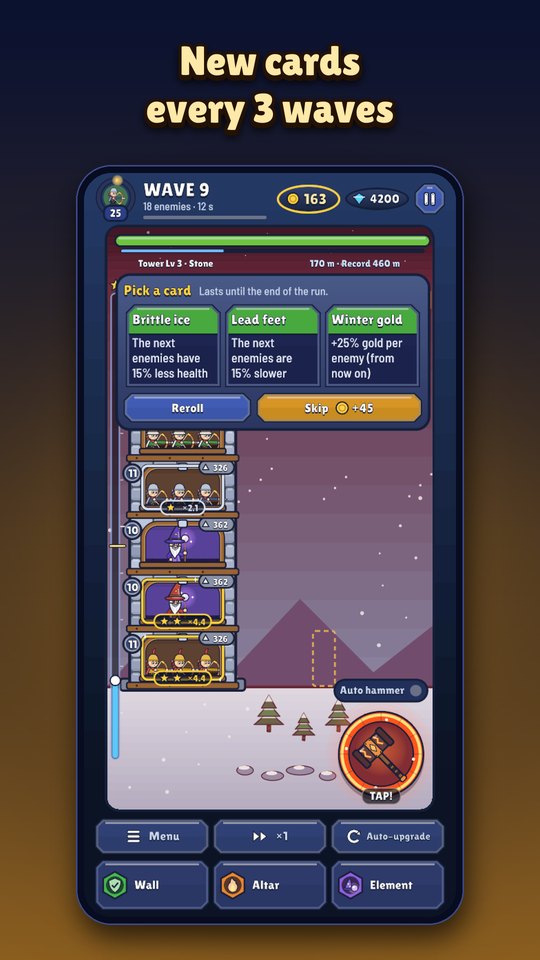 New cards
every 3 waves
WAVE 9
18 enemies · 12 s
163
4200
25
Tower Lv 3 · Stone
170 m · Record 460 m
Pick a card
Lasts until the end of the run.
Brittle ice
The next
enemies have
15% less health
Lead feet
The next
enemies are
15% slower
Winter gold
+25% gold per
enemy (from
now on)
Reroll
Skip +45
11
326
×2.1
10
362
10
362
×4.4
11
326
×4.4
Auto hammer
TAP!
Menu
×1
Auto-upgrade
Wall
Altar
Element